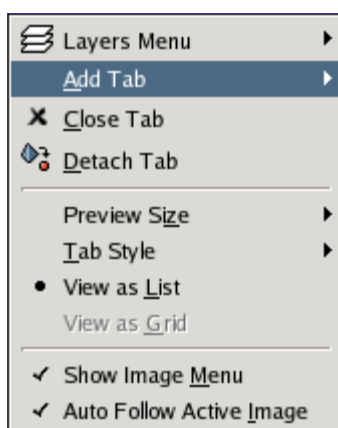 Layers Menu
Add Tab
Close Tab
Detach Tab
Preview Size
Tab Style
View as List
View as Grid
Show Image Menu
Auto Follow Active Image